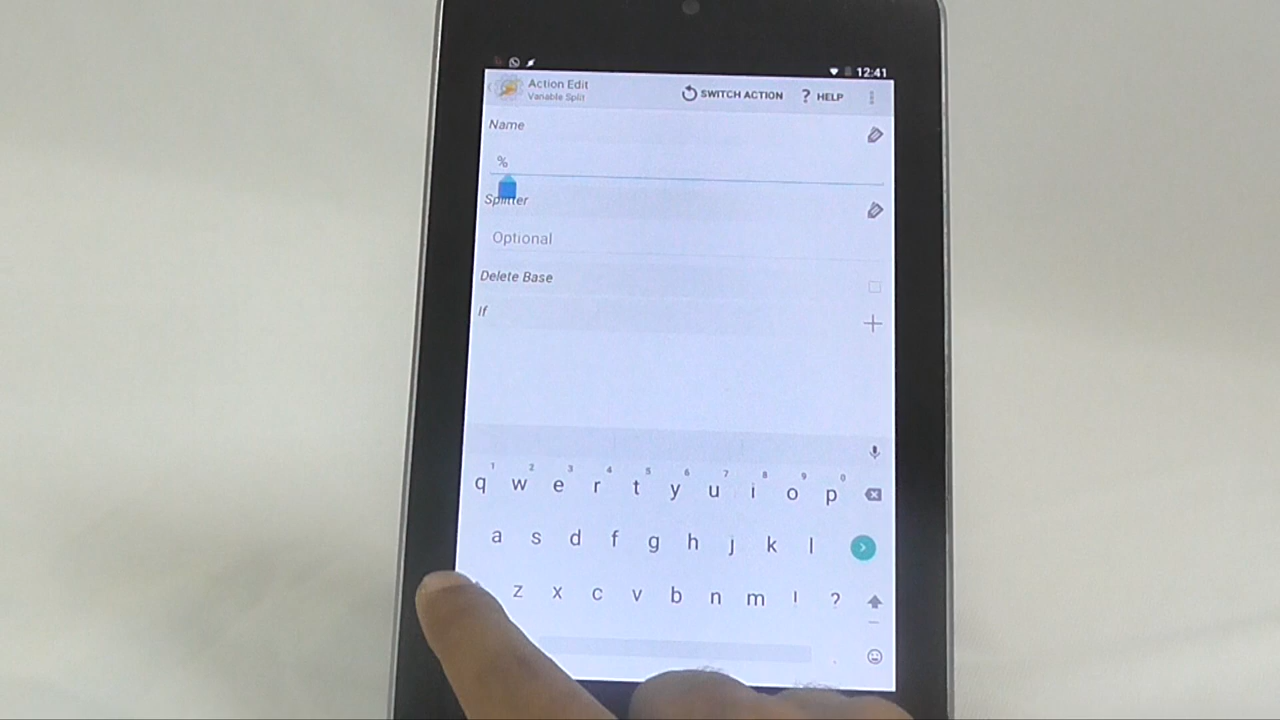 12:41
Action Edit
Variable Split
SWITCH ACTION
? HELP
Name
%
Splitter
Optional
Delete Base
If
1 2 3 4 5 6 7 8 9 0
q w e r t y u i o p
a s d f g h j k l
z x c v b n m ! ?
.